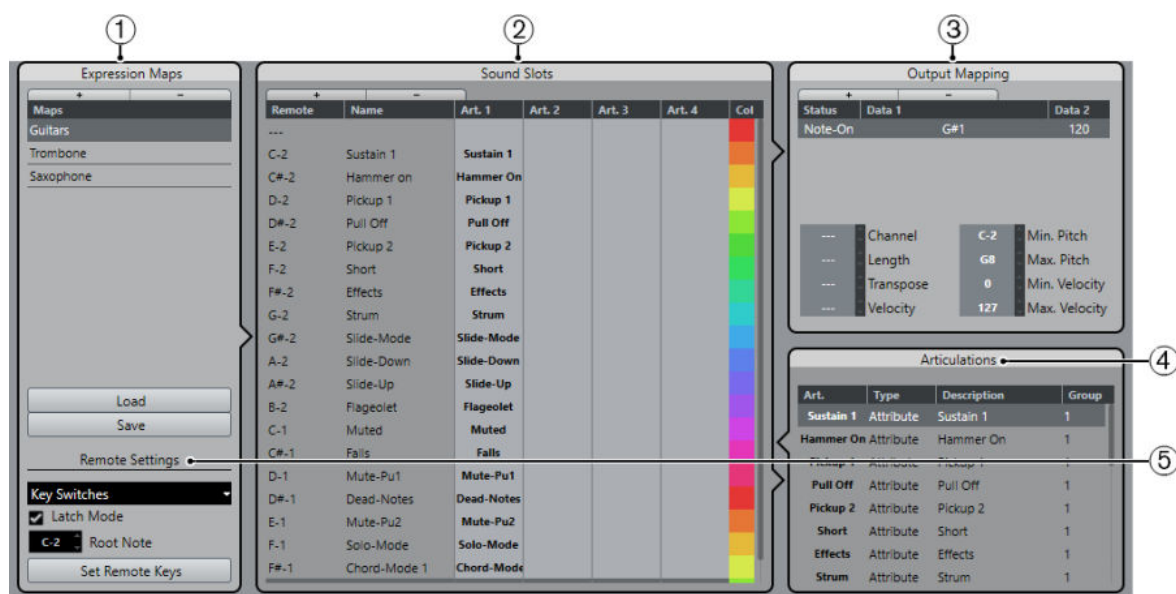 1 2 3
Expression Maps
+ −
Maps
Guitars
Trombone
Saxophone
Load
Save
Remote Settings
Key Switches
Latch Mode
C-2 Root Note
Set Remote Keys
Sound Slots
+ −
Remote Name Art. 1 Art. 2 Art. 3 Art. 4 Col
---
C-2 Sustain 1 Sustain 1
C#-2 Hammer on Hammer On
D-2 Pickup 1 Pickup 1
D#-2 Pull Off Pull Off
E-2 Pickup 2 Pickup 2
F-2 Short Short
F#-2 Effects Effects
G-2 Strum Strum
G#-2 Slide-Mode Slide-Mode
A-2 Slide-Down Slide-Down
A#-2 Slide-Up Slide-Up
B-2 Flageolet Flageolet
C-1 Muted Muted
C#-1 Falls Falls
D-1 Mute-Pu1 Mute-Pu1
D#-1 Dead-Notes Dead-Notes
E-1 Mute-Pu2 Mute-Pu2
F-1 Solo-Mode Solo-Mode
F#-1 Chord-Mode 1 Chord-Mode
Output Mapping
+ −
Status Data 1 Data 2
Note-On G#1 120
--- Channel C-2 Min. Pitch
--- Length G8 Max. Pitch
--- Transpose 0 Min. Velocity
--- Velocity 127 Max. Velocity
Articulations 4
Art. Type Description Group
Sustain 1 Attribute Sustain 1 1
Hammer On Attribute Hammer On 1
Pickup 1 Attribute Pickup 1 1
5
Pull Off Attribute Pull Off 1
Pickup 2 Attribute Pickup 2 1
Short Attribute Short 1
Effects Attribute Effects 1
Strum Attribute Strum 1